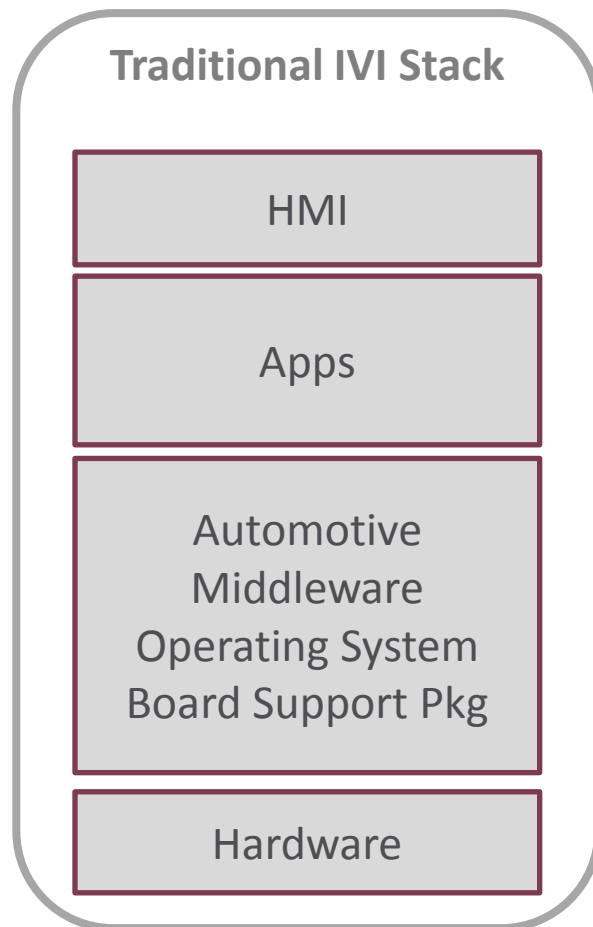 Traditional IVI Stack
HMI
Apps
Automotive
Middleware
Operating System
Board Support Pkg
Hardware